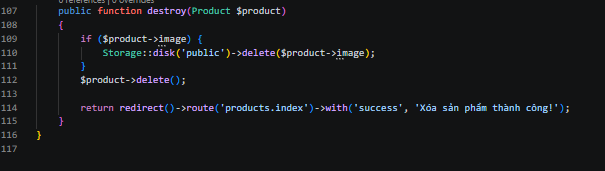 0 references | 0 overrides
107 public function destroy(Product $product)
108 {
109 if ($product->image) {
110 Storage::disk('public')->delete($product->image);
111 }
112 $product->delete();
113
114 return redirect()->route('products.index')->with('success', 'Xóa sản phẩm thành công!');
115 }
116 }
117